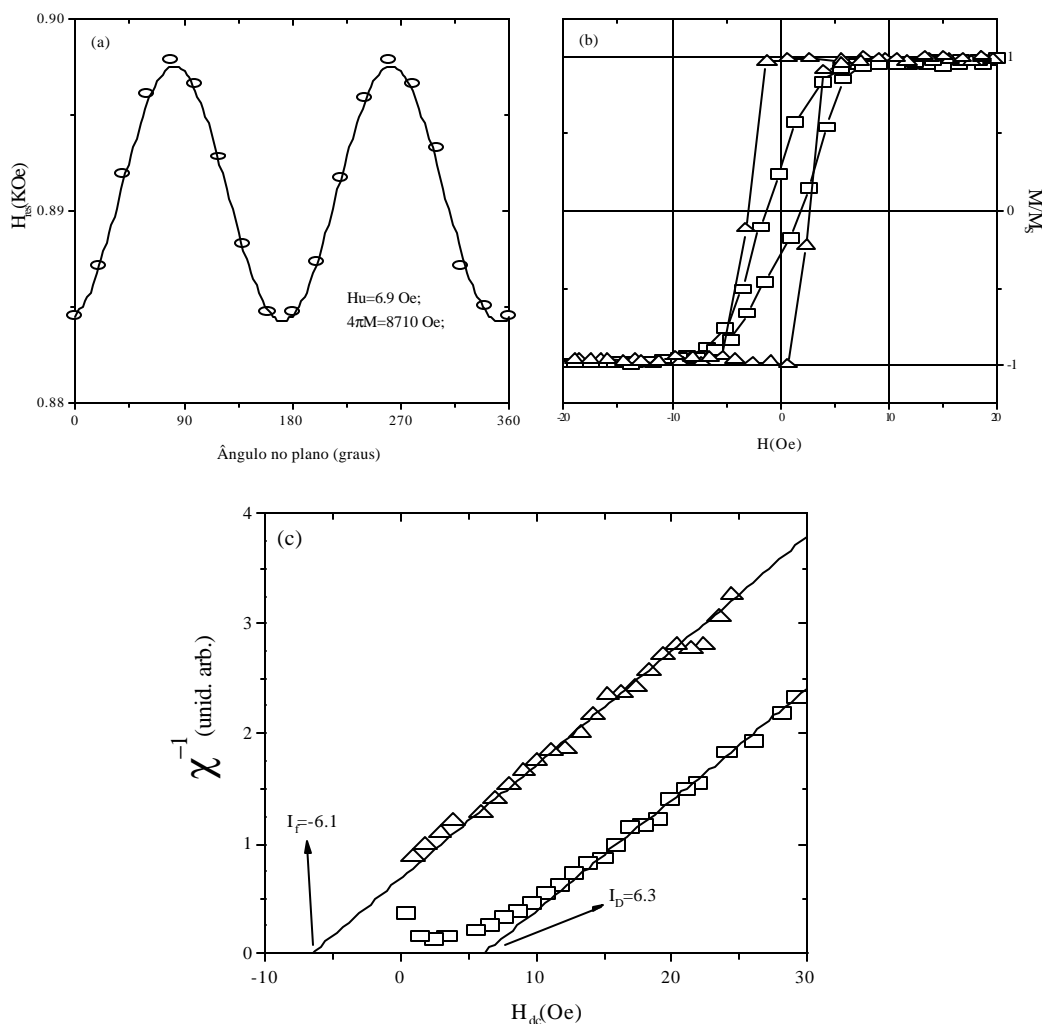 (a)
0.90
0.89
0.88
H_res(KOe)
Hu=6.9 Oe;
4πM=8710 Oe;
0
90
180
270
360
Ângulo no plano (graus)
(b)
1
0
-1
M/M_s
-20
-10
0
10
20
H(Oe)
(c)
4
3
2
1
0
χ^-1 (unid. arb.)
I_f=-6.1
I_D=6.3
-10
0
10
20
30
H_dc(Oe)